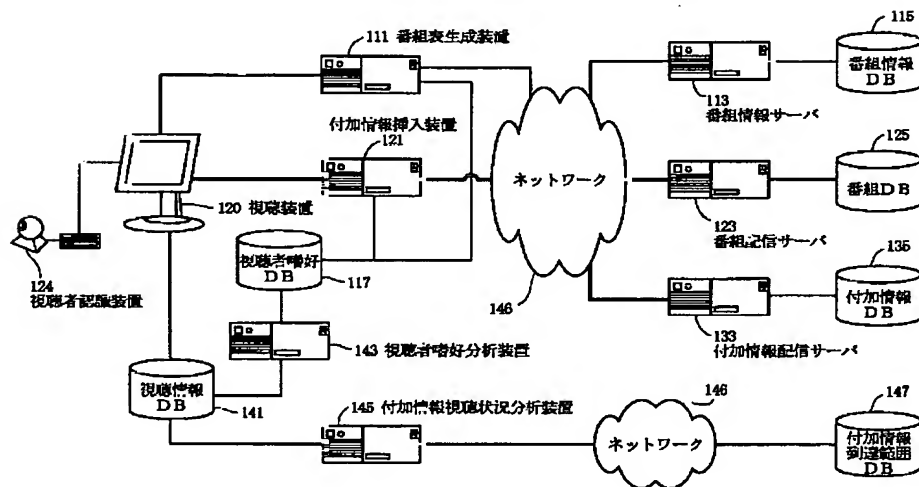 111 番組表生成装置
115
番組情報
DB
113
番組情報サーバ
付加情報挿入装置
121
ネットワーク
125
番組DB
120 視聴装置
123
番組配信サーバ
124
視聴者認識装置
視聴者嗜好
DB
117
146
135
付加情報
DB
133
付加情報配信サーバ
143 視聴者嗜好分析装置
視聴情報
DB
141
145 付加情報視聴状況分析装置
146
ネットワーク
147
付加情報
到達範囲
DB